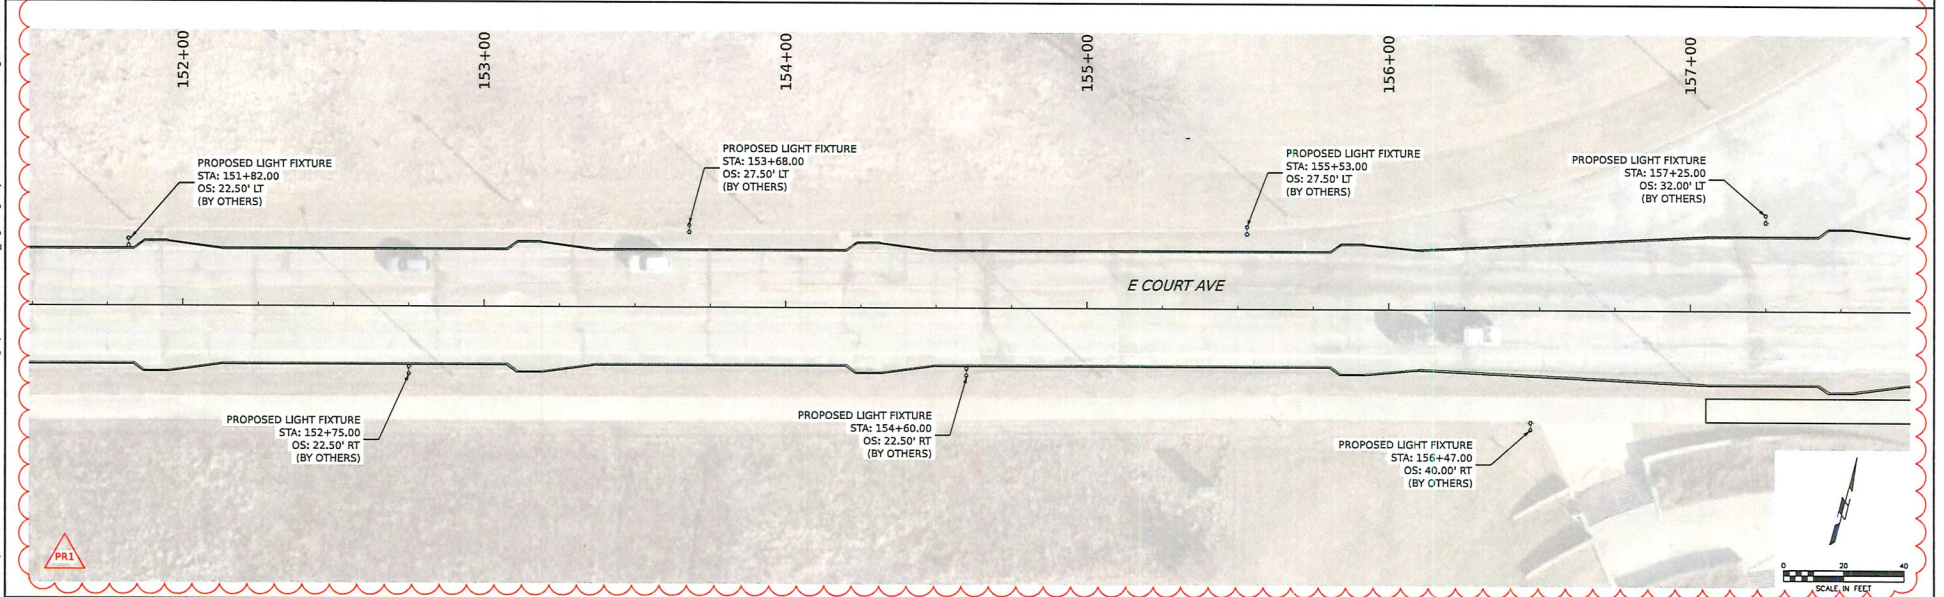 152+00
153+00
154+00
155+00
156+00
157+00
PROPOSED LIGHT FIXTURE
STA: 151+82.00
OS: 22.50' LT
(BY OTHERS)
PROPOSED LIGHT FIXTURE
STA: 153+68.00
OS: 27.50' LT
(BY OTHERS)
PROPOSED LIGHT FIXTURE
STA: 155+53.00
OS: 27.50' LT
(BY OTHERS)
PROPOSED LIGHT FIXTURE
STA: 157+25.00
OS: 32.00' LT
(BY OTHERS)
E COURT AVE
PROPOSED LIGHT FIXTURE
STA: 152+75.00
OS: 22.50' RT
(BY OTHERS)
PROPOSED LIGHT FIXTURE
STA: 154+60.00
OS: 22.50' RT
(BY OTHERS)
PROPOSED LIGHT FIXTURE
STA: 156+47.00
OS: 40.00' RT
(BY OTHERS)
PR1
0 20 40
SCALE IN FEET